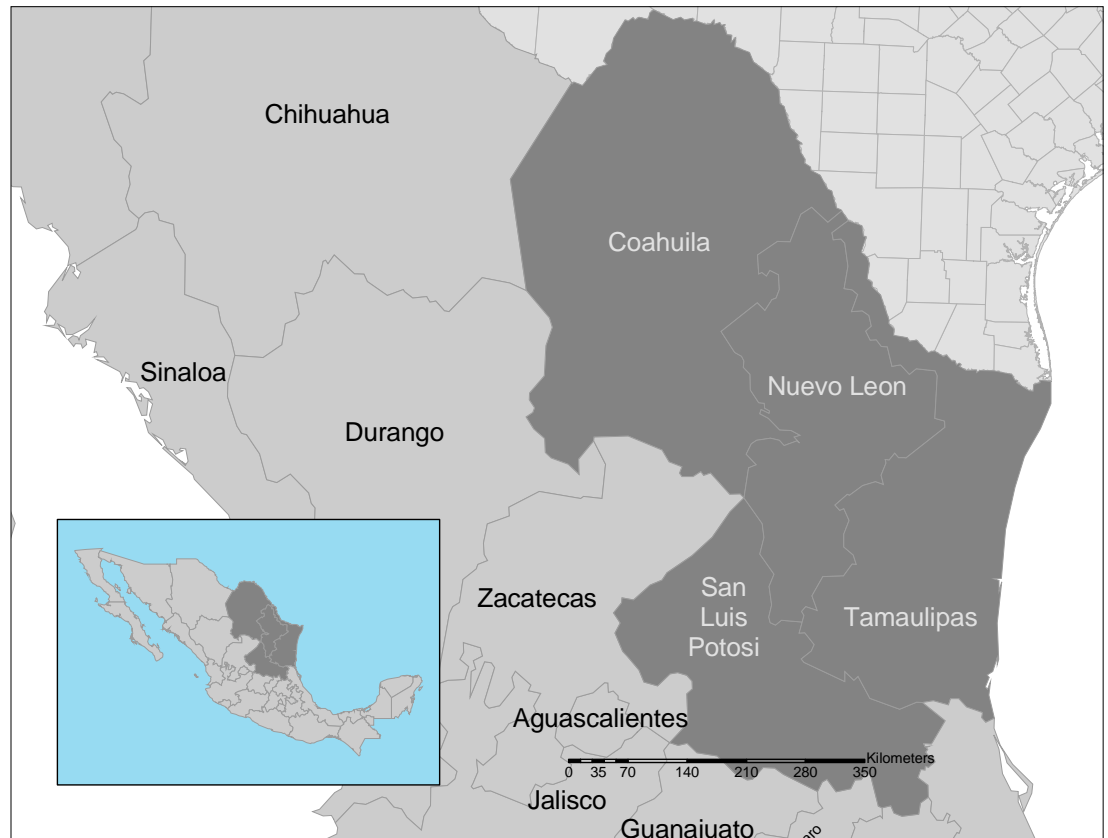 Chihuahua
Coahuila
Sinaloa
Nuevo Leon
Durango
Zacatecas
San
Luis
Potosi
Tamaulipas
Aguascalientes
Kilometers
0 35 70 140 210 280 350
Jalisco
Guanajuato